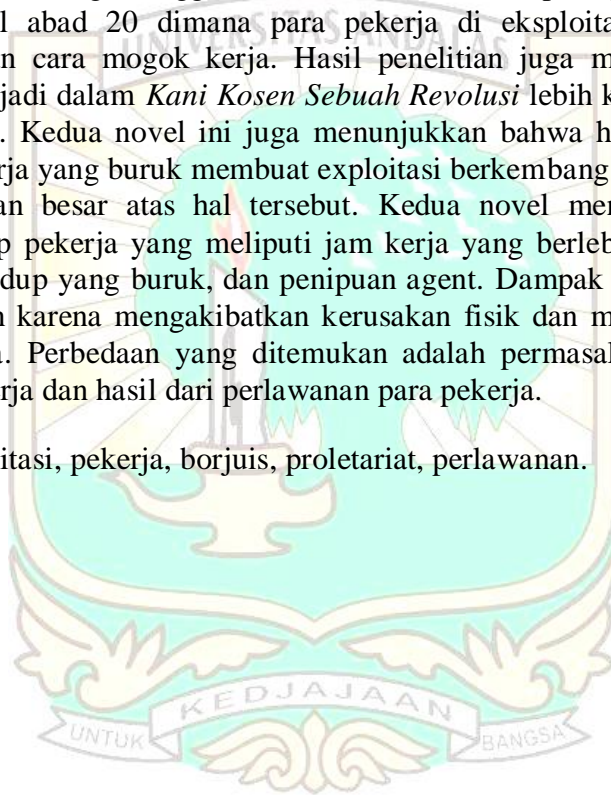 l abad 20 dimana para pekerja di eksploita
n cara mogok kerja. Hasil penelitian juga m
jadi dalam Kani Kosen Sebuah Revolusi lebih k
. Kedua novel ini juga menunjukkan bahwa h
rja yang buruk membuat exploitasi berkembang
an besar atas hal tersebut. Kedua novel men
p pekerja yang meliputi jam kerja yang berleb
dup yang buruk, dan penipuan agent. Dampak
n karena mengakibatkan kerusakan fisik dan m
a. Perbedaan yang ditemukan adalah permasal
rja dan hasil dari perlawanan para pekerja.
itasi, pekerja, borjuis, proletariat, perlawanan.
UNIVERSITAS ANDALAS
UNTUK KEDJAJAAN BANGSA